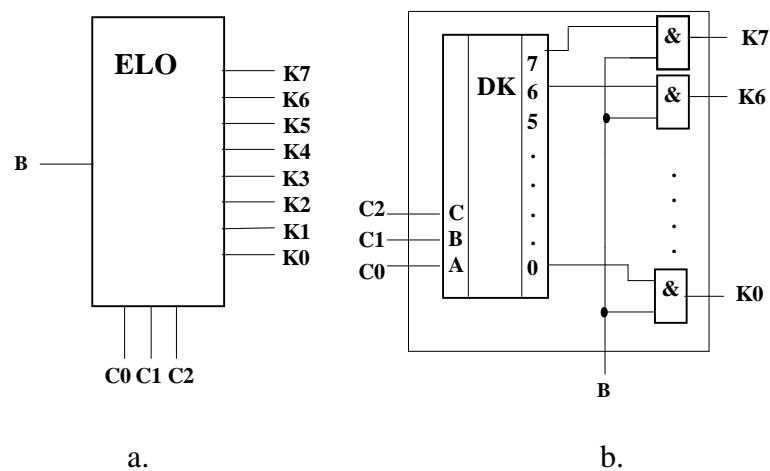 ELO
K7
K6
K5
K4
K3
K2
K1
K0
B
C0 C1 C2
a.
DK
7
6
5
.
.
.
.
0
C2
C1
C0
C
B
A
&
K7
&
K6
.
.
.
.
&
K0
B
b.